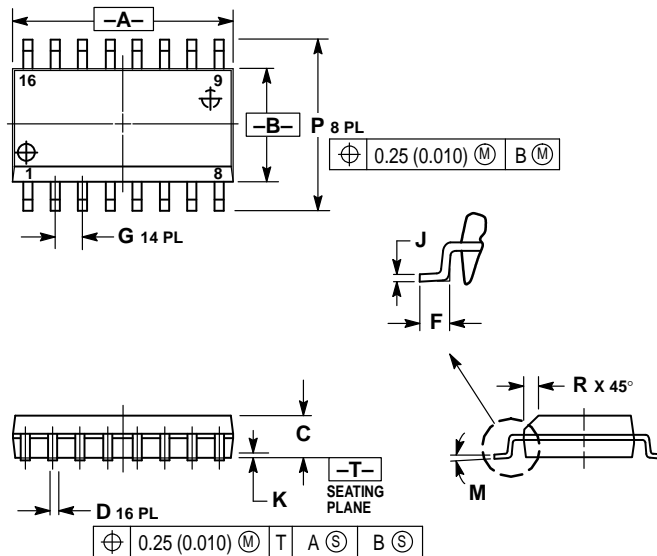 –A–
16 9
–B–
P 8 PL
⌖ 0.25 (0.010) Ⓜ B Ⓜ
1 8
G 14 PL
J
F
R X 45°
C
–T–
SEATING
PLANE
K
M
D 16 PL
⌖ 0.25 (0.010) Ⓜ T A Ⓢ B Ⓢ